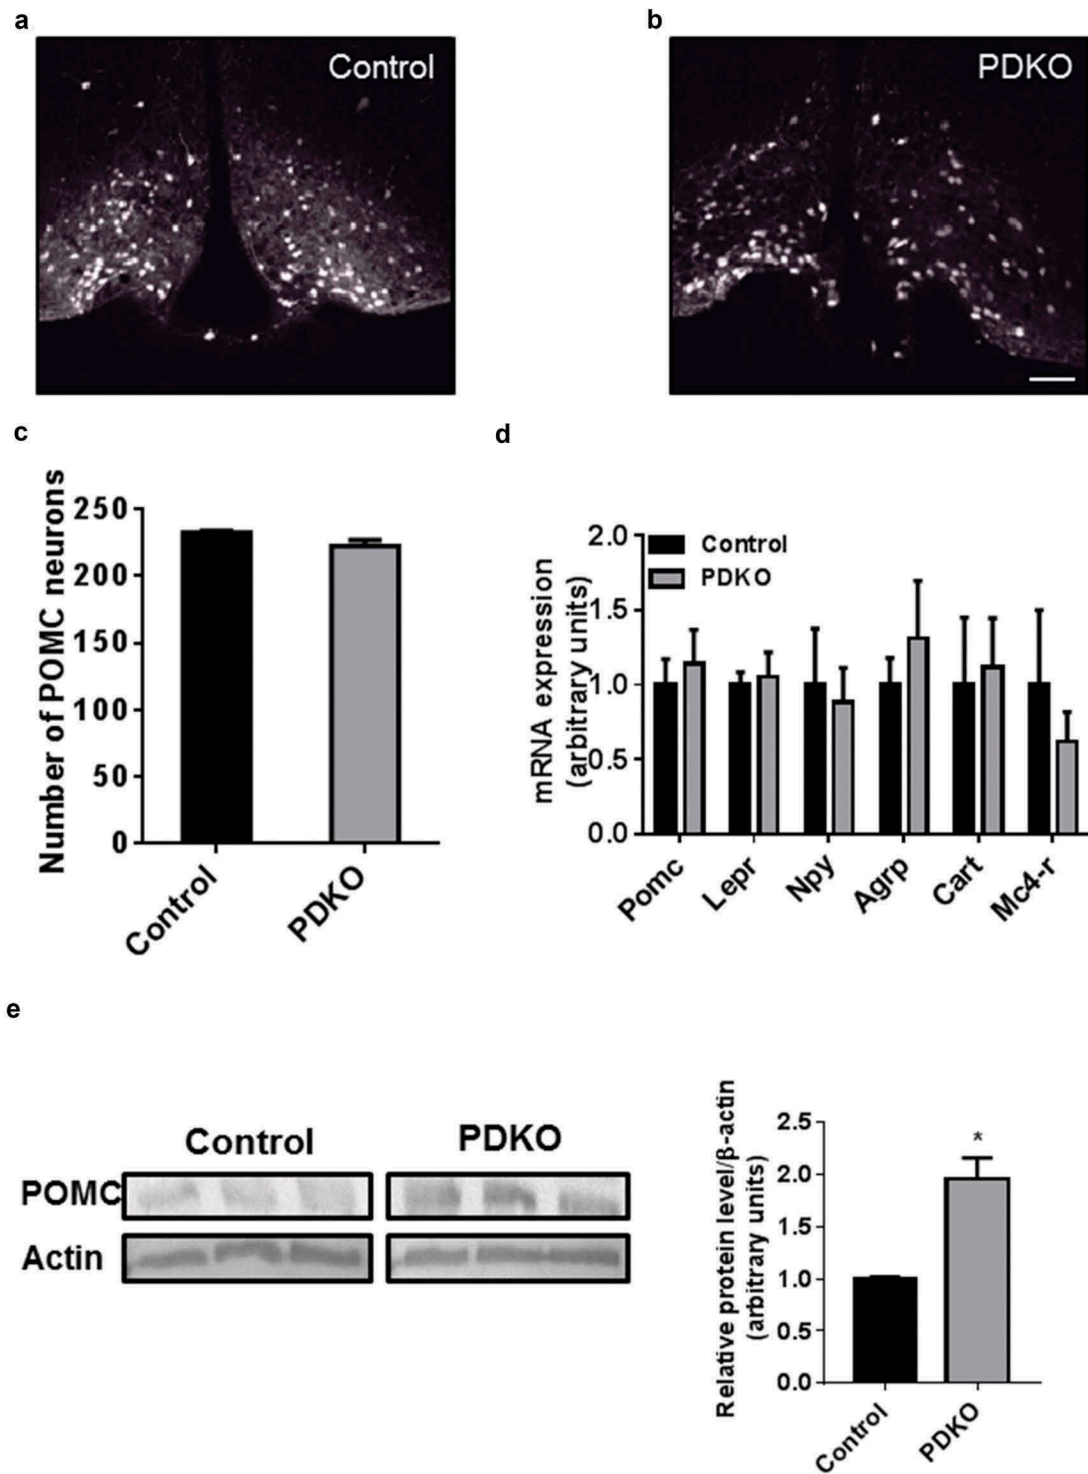 a
b
Control
PDKO
c
d
Number of POMC neurons
250
200
150
100
50
0
Control
PDKO
mRNA expression
(arbitrary units)
2.0
1.5
1.0
0.5
0.0
Control
PDKO
Pomc
Lepr
Npy
Agrp
Cart
Mc4-r
e
Control
PDKO
POMC
Actin
Relative protein level/β-actin
(arbitrary units)
2.5
2.0
1.5
1.0
0.5
0.0
*
Control
PDKO